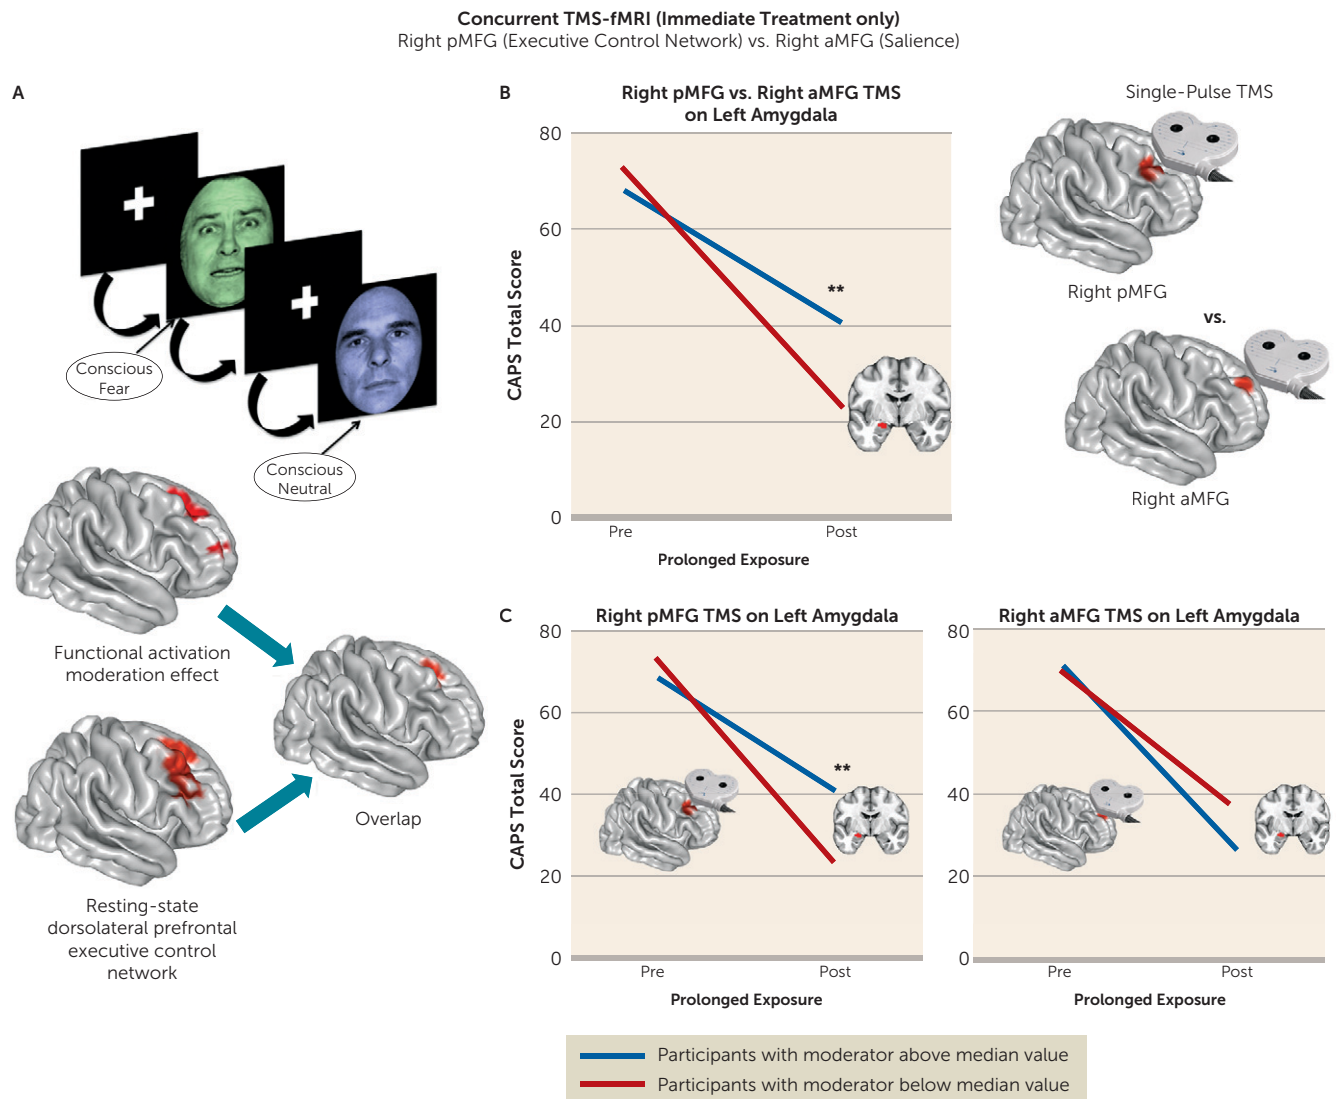 Concurrent TMS-fMRI (Immediate Treatment only)
Right pMFG (Executive Control Network) vs. Right aMFG (Salience)
A
Conscious
Fear
Conscious
Neutral
Functional activation
moderation effect
Overlap
Resting-state
dorsolateral prefrontal
executive control
network
B
Right pMFG vs. Right aMFG TMS
on Left Amygdala
CAPS Total Score
80
60
40
20
0
**
Pre
Post
Prolonged Exposure
Single-Pulse TMS
Right pMFG
vs.
Right aMFG
C
Right pMFG TMS on Left Amygdala
CAPS Total Score
80
60
40
20
0
**
Pre
Post
Prolonged Exposure
Right aMFG TMS on Left Amygdala
80
60
40
20
0
Pre
Post
Prolonged Exposure
Participants with moderator above median value
Participants with moderator below median value